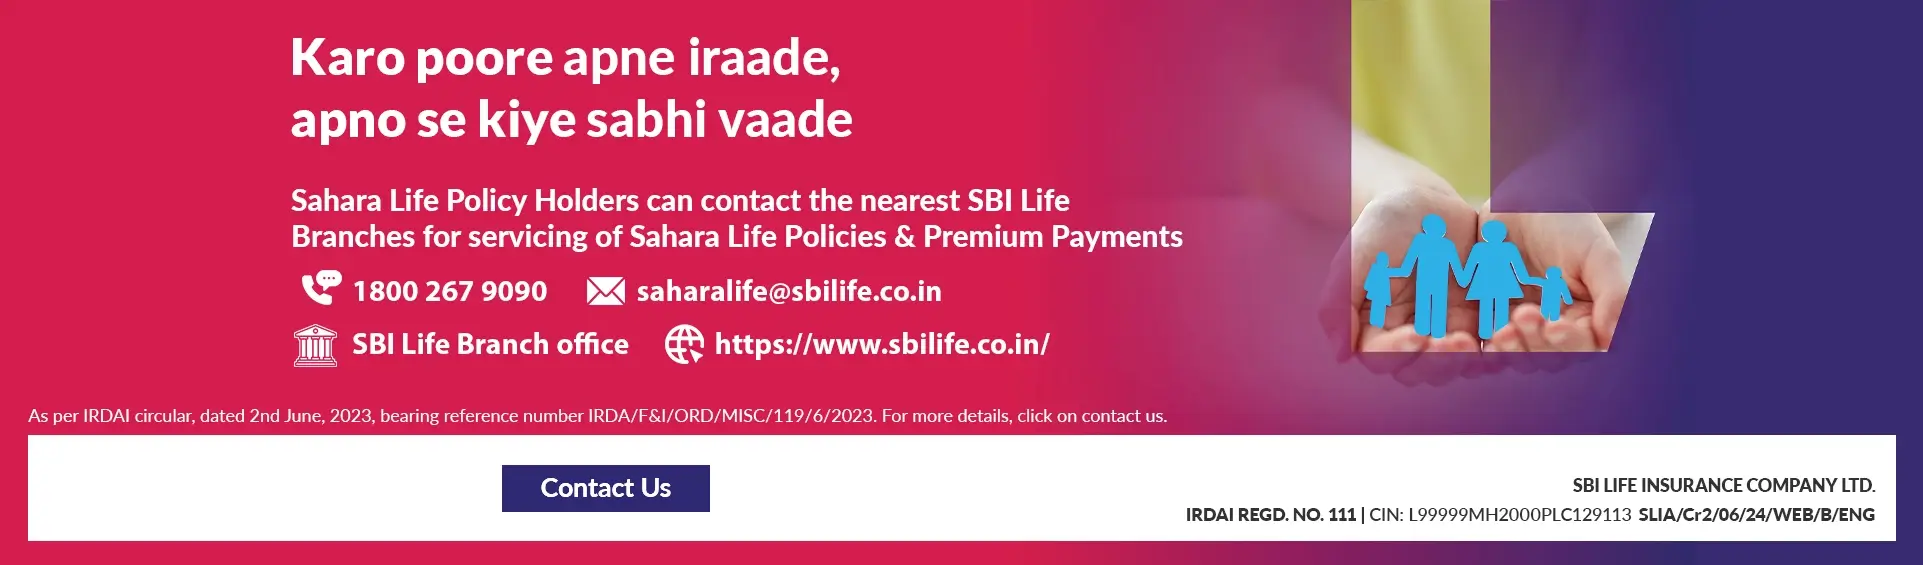 Karo poore apne iraade,
apno se kiye sabhi vaade
Sahara Life Policy Holders can contact the nearest SBI Life
Branches for servicing of Sahara Life Policies & Premium Payments
1800 267 9090 saharalife@sbilife.co.in
SBI Life Branch office https://www.sbilife.co.in/
As per IRDAI circular, dated 2nd June, 2023, bearing reference number IRDA/F&I/ORD/MISC/119/6/2023. For more details, click on contact us.
Contact Us
SBI LIFE INSURANCE COMPANY LTD.
IRDAI REGD. NO. 111 | CIN: L99999MH2000PLC129113 SLIA/Cr2/06/24/WEB/B/ENG